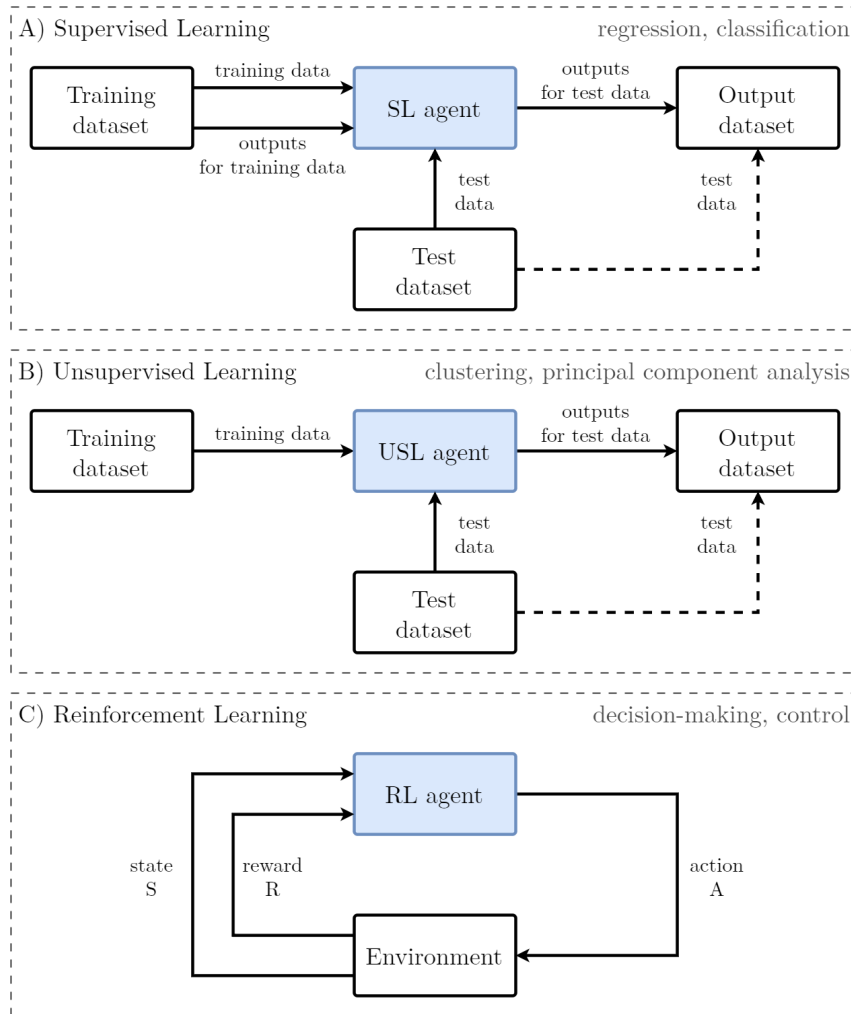 A) Supervised Learning
regression, classification
Training
dataset
training data
outputs
for training data
SL agent
outputs
for test data
Output
dataset
test
data
test
data
Test
dataset
B) Unsupervised Learning
clustering, principal component analysis
Training
dataset
training data
USL agent
outputs
for test data
Output
dataset
test
data
test
data
Test
dataset
C) Reinforcement Learning
decision-making, control
RL agent
state
S
reward
R
action
A
Environment